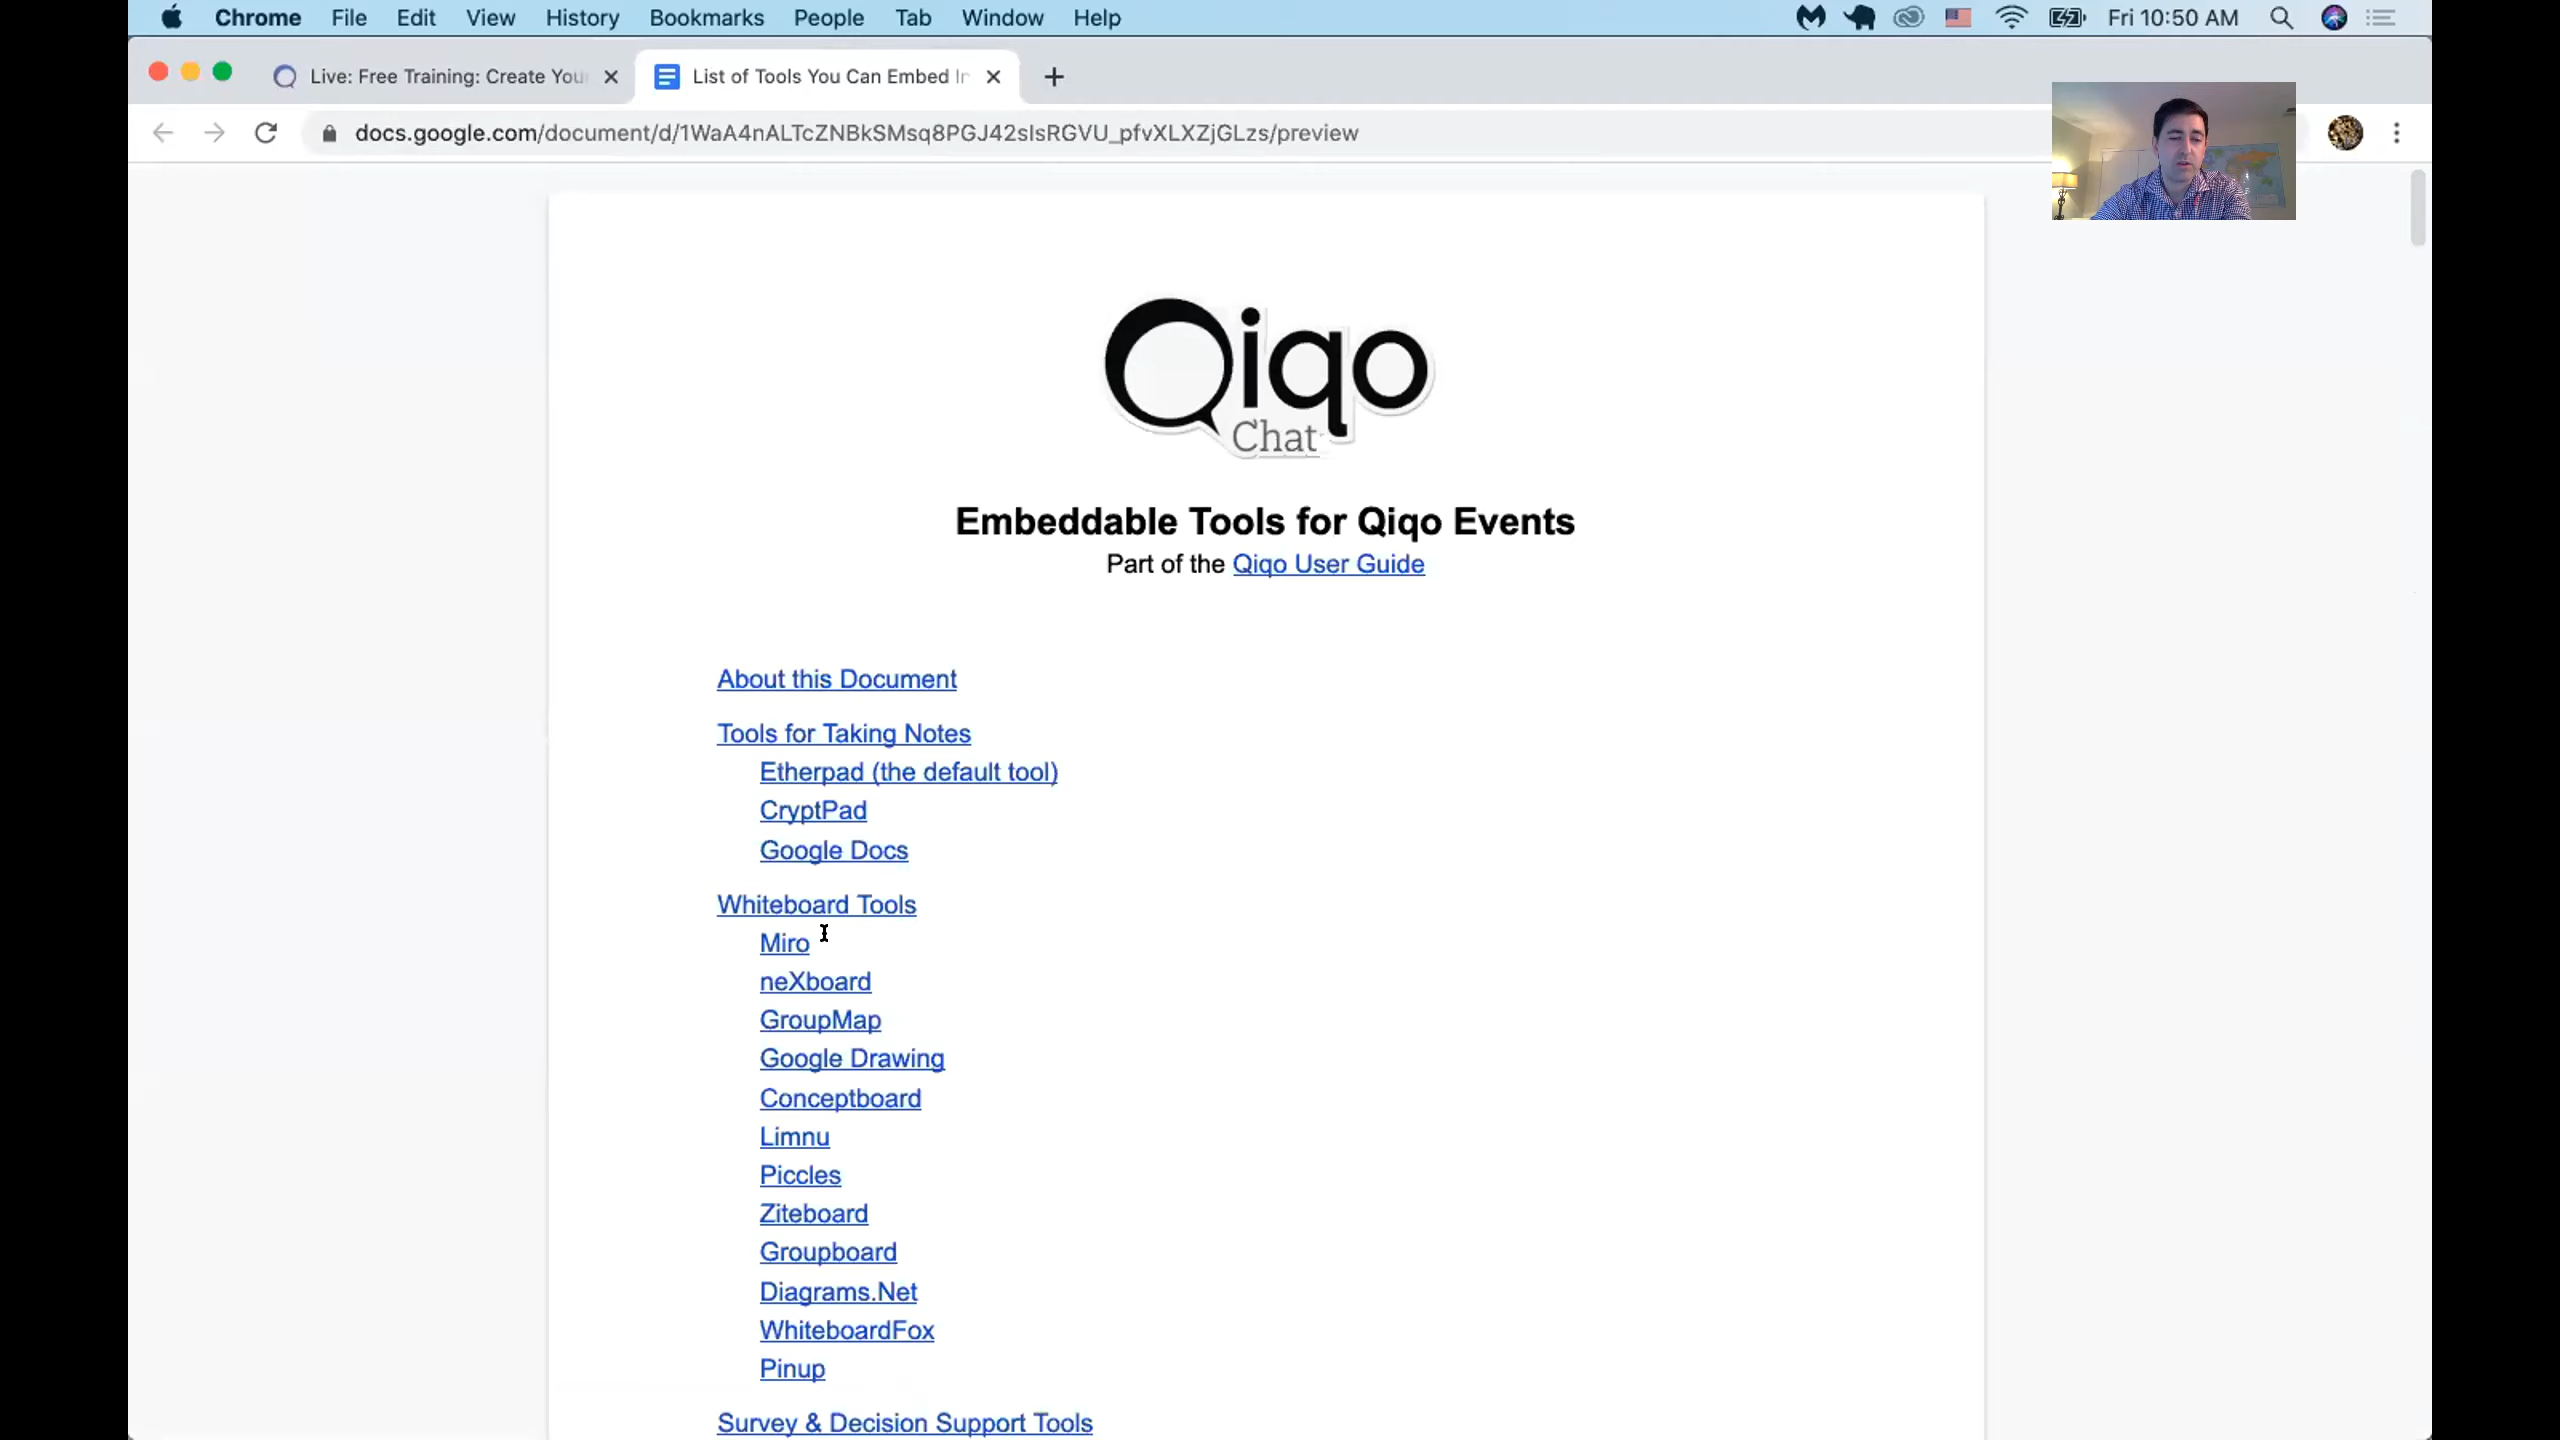 Chrome File Edit View History Bookmarks People Tab Window Help Fri 10:50 AM
Live: Free Training: Create You
List of Tools You Can Embed In
docs.google.com/document/d/1WaA4nALTcZNBkSMsq8PGJ42sIsRGVU_pfvXLXZjGLzs/preview
Qiqo
Chat
Embeddable Tools for Qiqo Events
Part of the Qiqo User Guide
About this Document
Tools for Taking Notes
Etherpad (the default tool)
CryptPad
Google Docs
Whiteboard Tools
Miro
neXboard
GroupMap
Google Drawing
Conceptboard
Limnu
Piccles
Ziteboard
Groupboard
Diagrams.Net
WhiteboardFox
Pinup
Survey & Decision Support Tools